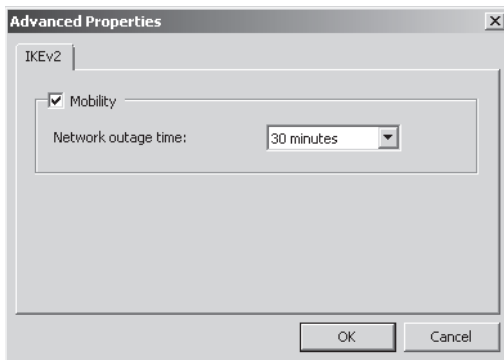 Advanced Properties
IKEv2
Mobility
Network outage time: 30 minutes
OK Cancel